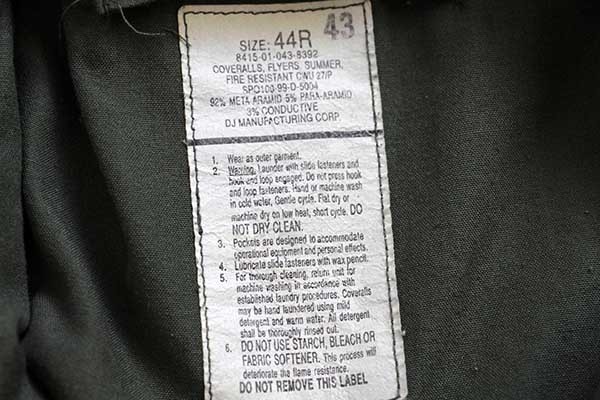 43
SIZE: 44R
8415-01-043-8392
COVERALLS, FLYERS, SUMMER,
FIRE RESISTANT CWU 27/P
SPO100-99-D-5004
92% META-ARAMID 5% PARA-ARAMID
3% CONDUCTIVE
DJ MANUFACTURING CORP
1. Wear as outer garment.
2. Warning. Launder with slide fasteners and
hook and loop engaged. Do not press hook
and loop fasteners. Hand or machine wash
in cold water, Gentle cycle. Flat dry or
machine dry on low heat, short cycle. DO
NOT DRY CLEAN.
3. Pockets are designed to accommodate
operational equipment and personal effects.
4. Lubricate slide fasteners with wax pencil.
5. For thorough cleaning, return unit for
machine washing in accordance with
established laundry procedures. Coveralls
may be hand laundered using mild
detergent and warm water. All detergent
shall be thoroughly rinsed out.
6. DO NOT USE STARCH, BLEACH OR
FABRIC SOFTENER. This process will
deteriorate the flame resistance.
DO NOT REMOVE THIS LABEL